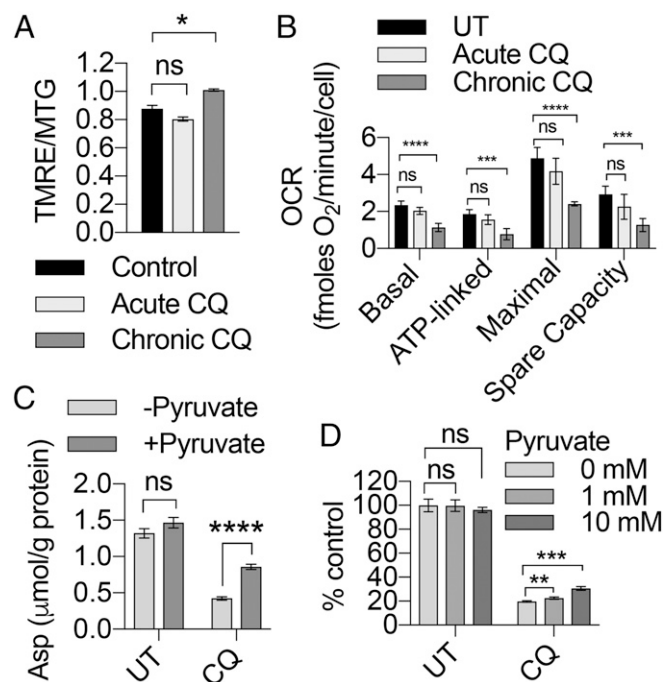 A
*
ns
TMRE/MTG
1.2
1.0
0.8
0.6
0.4
0.2
0.0
Control
Acute CQ
Chronic CQ
B
UT
Acute CQ
Chronic CQ
OCR
(fmoles O₂/minute/cell)
6
4
2
0
****
ns
***
ns
****
ns
***
ns
Basal
ATP-linked
Maximal
Spare Capacity
C
-Pyruvate
+Pyruvate
Asp (μmol/g protein)
2.0
1.5
1.0
0.5
0.0
ns
****
UT
CQ
D
Pyruvate
0 mM
1 mM
10 mM
% control
120
100
80
60
40
20
0
ns
ns
***
**
UT
CQ